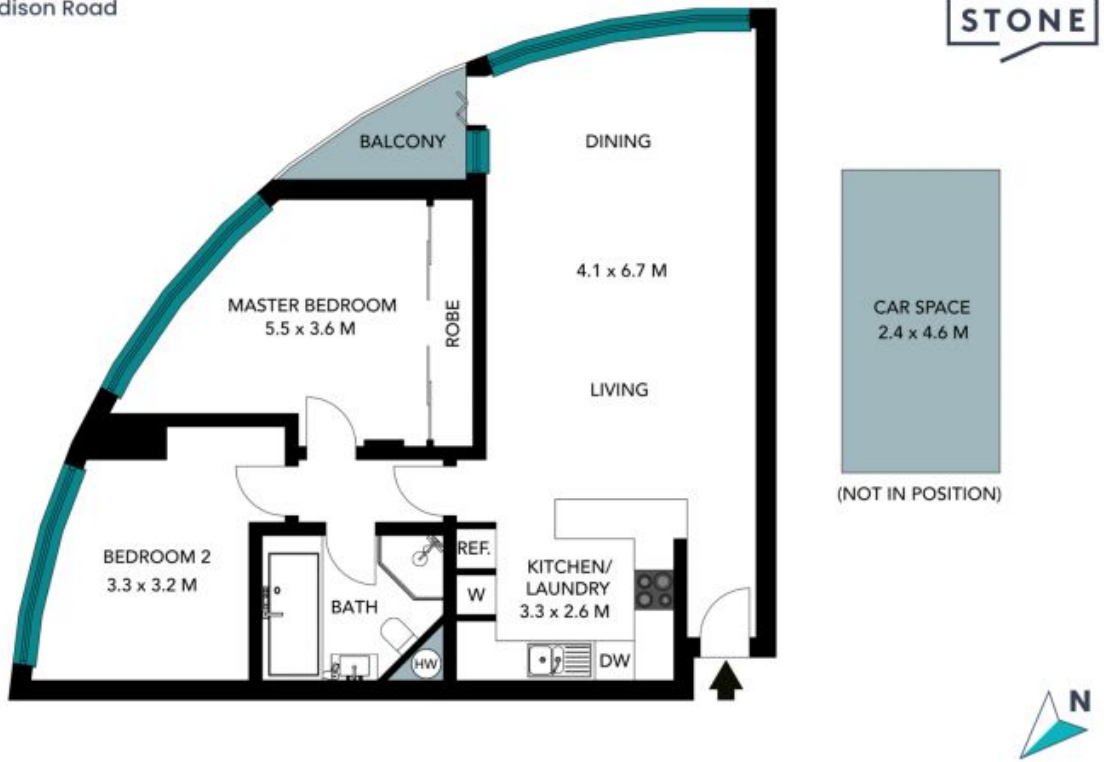 dison Road
STONE
BALCONY
DINING
4.1 x 6.7 M
MASTER BEDROOM
5.5 x 3.6 M
ROBE
CAR SPACE
2.4 x 4.6 M
LIVING
(NOT IN POSITION)
BEDROOM 2
3.3 x 3.2 M
BATH
REF.
W
KITCHEN/
LAUNDRY
3.3 x 2.6 M
HW
DW
N